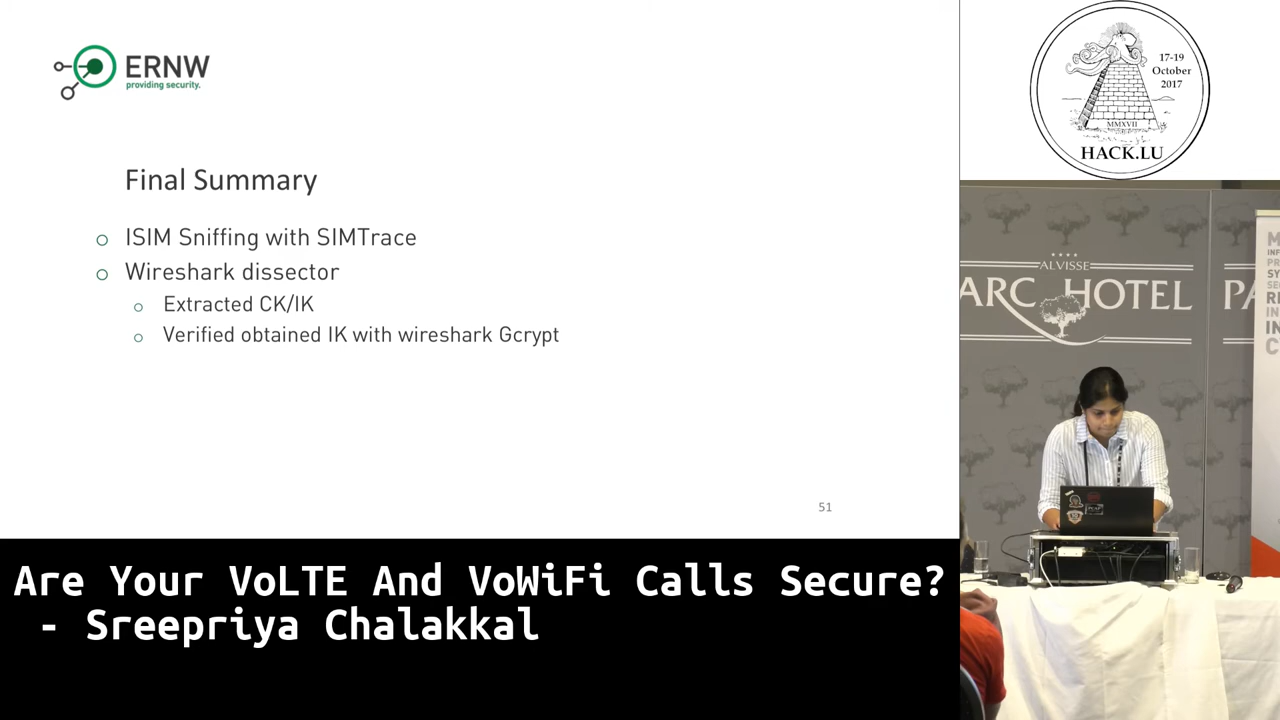 ERNW
providing security.
Final Summary
ISIM Sniffing with SIMTrace
Wireshark dissector
Extracted CK/IK
Verified obtained IK with wireshark Gcrypt
51
Are Your VoLTE And VoWiFi Calls Secure?
- Sreepriya Chalakkal
17-19
October
2017
MMXVII
HACK.LU
ALVISSE
PARC HOTEL